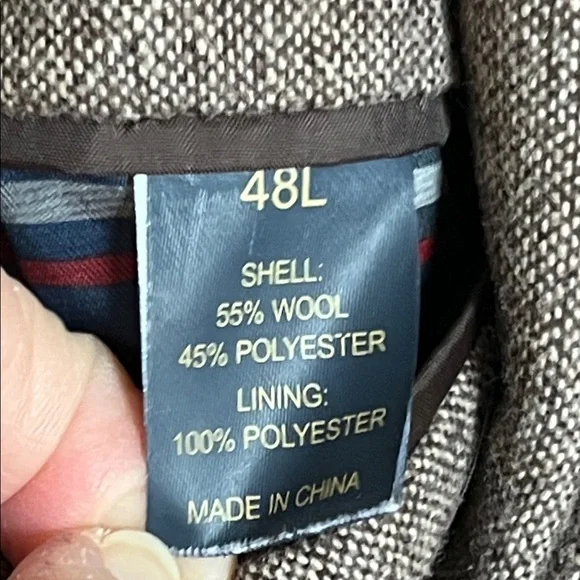 48L
SHELL:
55% WOOL
45% POLYESTER
LINING:
100% POLYESTER
MADE IN CHINA